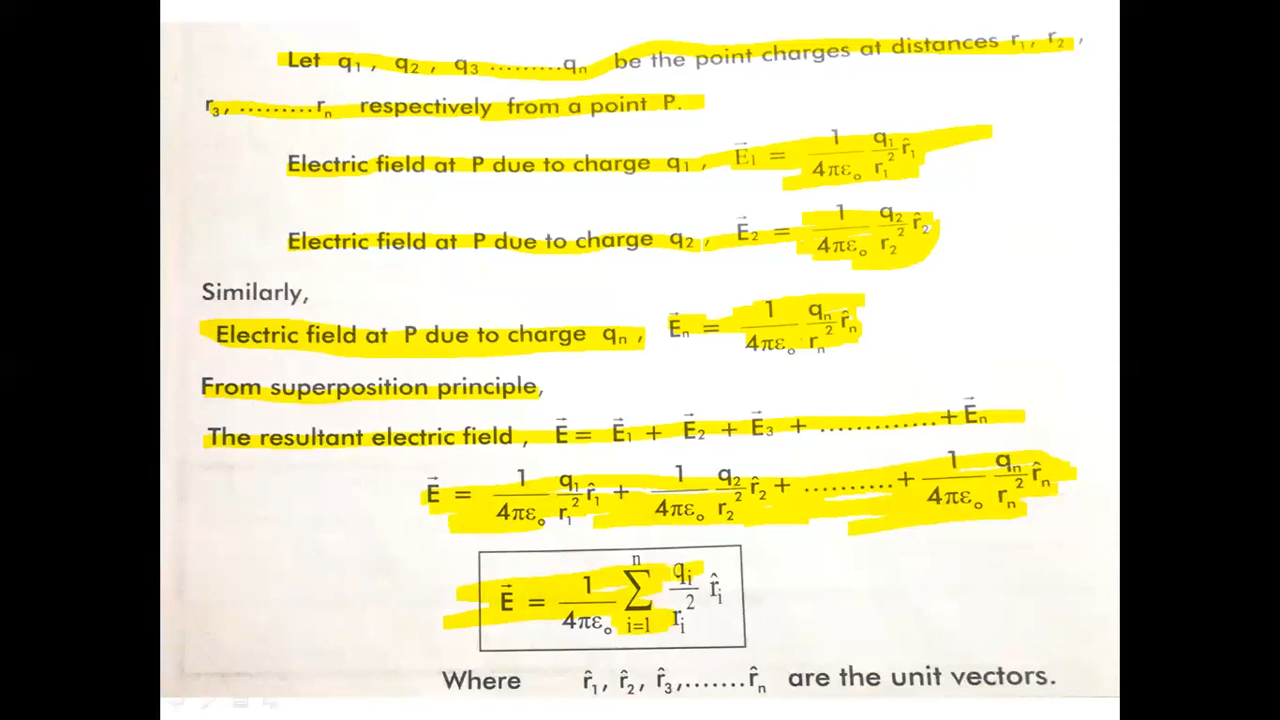 Let q₁, q₂, q₃ .........qₙ be the point charges at distances r₁, r₂,
r₃, .........rₙ respectively from a point P.
Electric field at P due to charge q₁, E⃗₁ = 1/4πε₀ q₁/r₁² r̂₁
Electric field at P due to charge q₂, E⃗₂ = 1/4πε₀ q₂/r₂² r̂₂
Similarly,
Electric field at P due to charge qₙ, E⃗ₙ = 1/4πε₀ qₙ/rₙ² r̂ₙ
From superposition principle,
The resultant electric field, E⃗ = E⃗₁ + E⃗₂ + E⃗₃ + .............+E⃗ₙ
E⃗ = 1/4πε₀ q₁/r₁² r̂₁ + 1/4πε₀ q₂/r₂² r̂₂ + ..........+ 1/4πε₀ qₙ/rₙ² r̂ₙ
E⃗ = 1/4πε₀ ∑ᵢ₌₁ⁿ qᵢ/rᵢ² r̂ᵢ
Where r̂₁, r̂₂, r̂₃,.......r̂ₙ are the unit vectors.